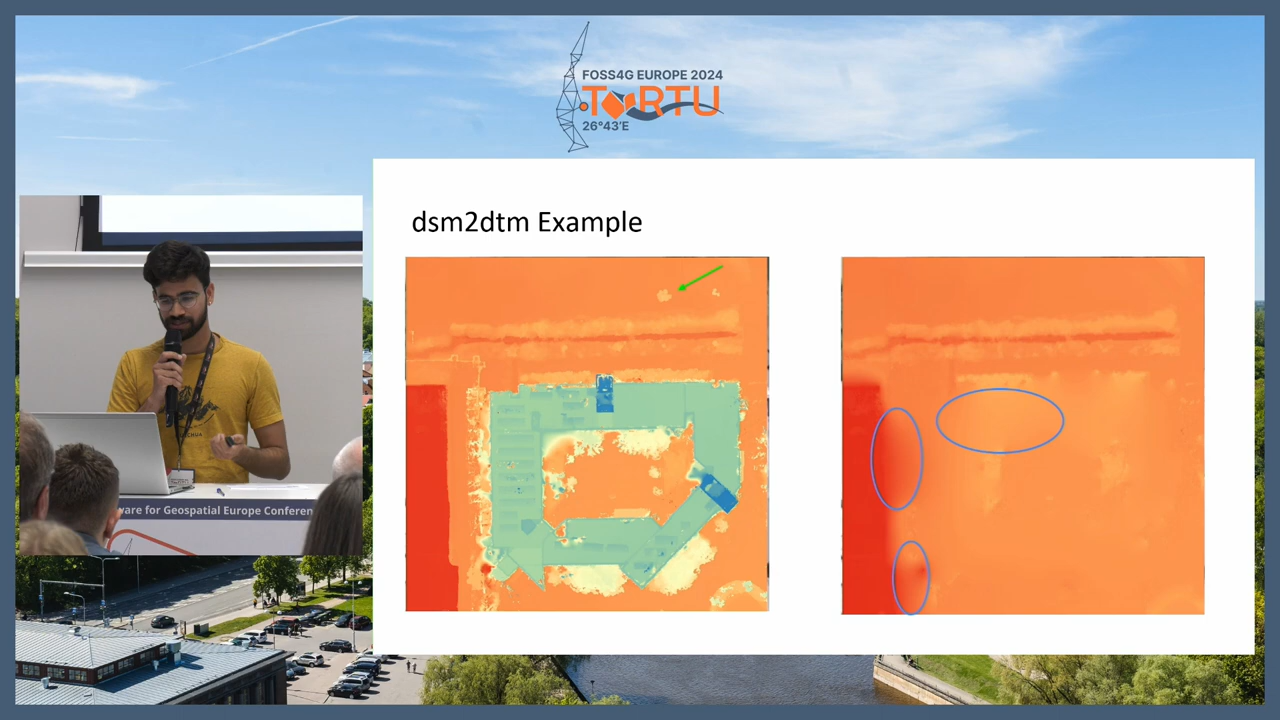 FOSS4G EUROPE 2024
TARTU
26°43'E
dsm2dtm Example
ware for Geospatial Europe Conferen